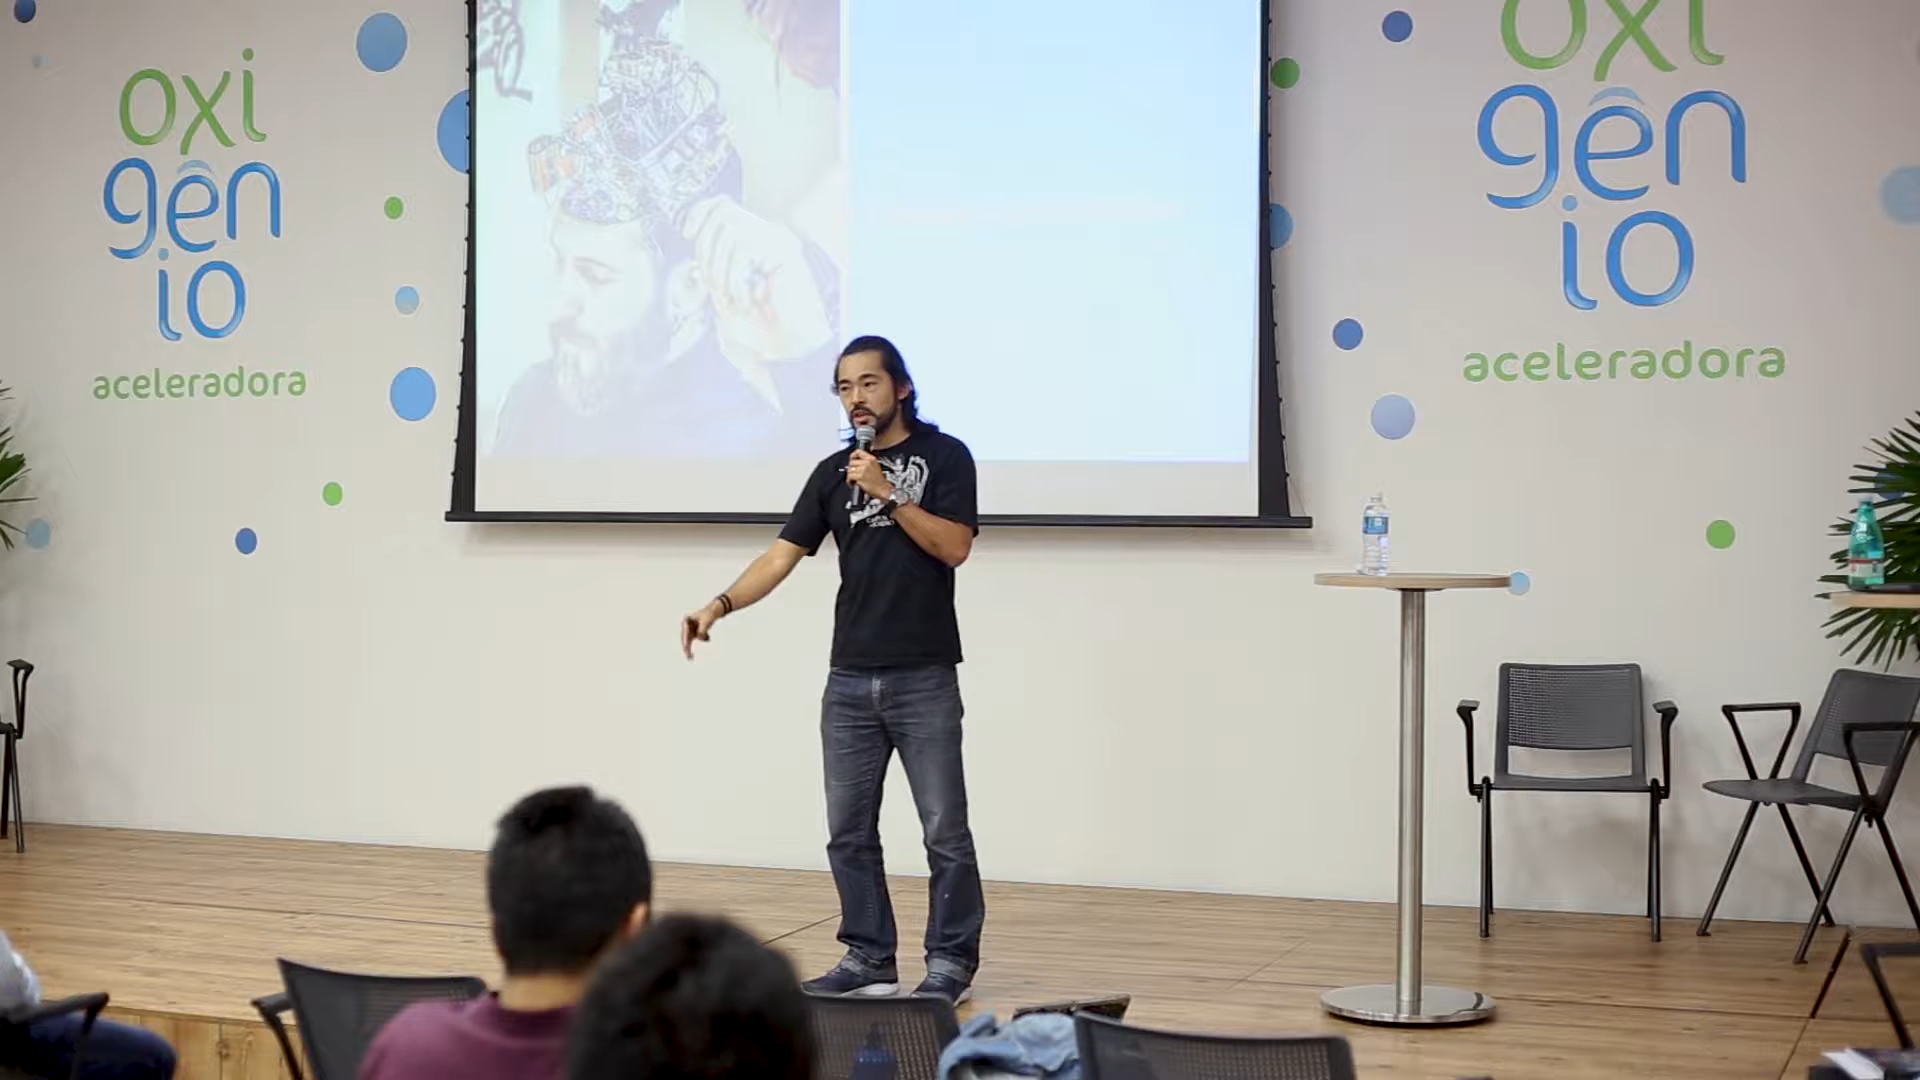 oxi
gên
io
aceleradora
oxi
gên
io
aceleradora